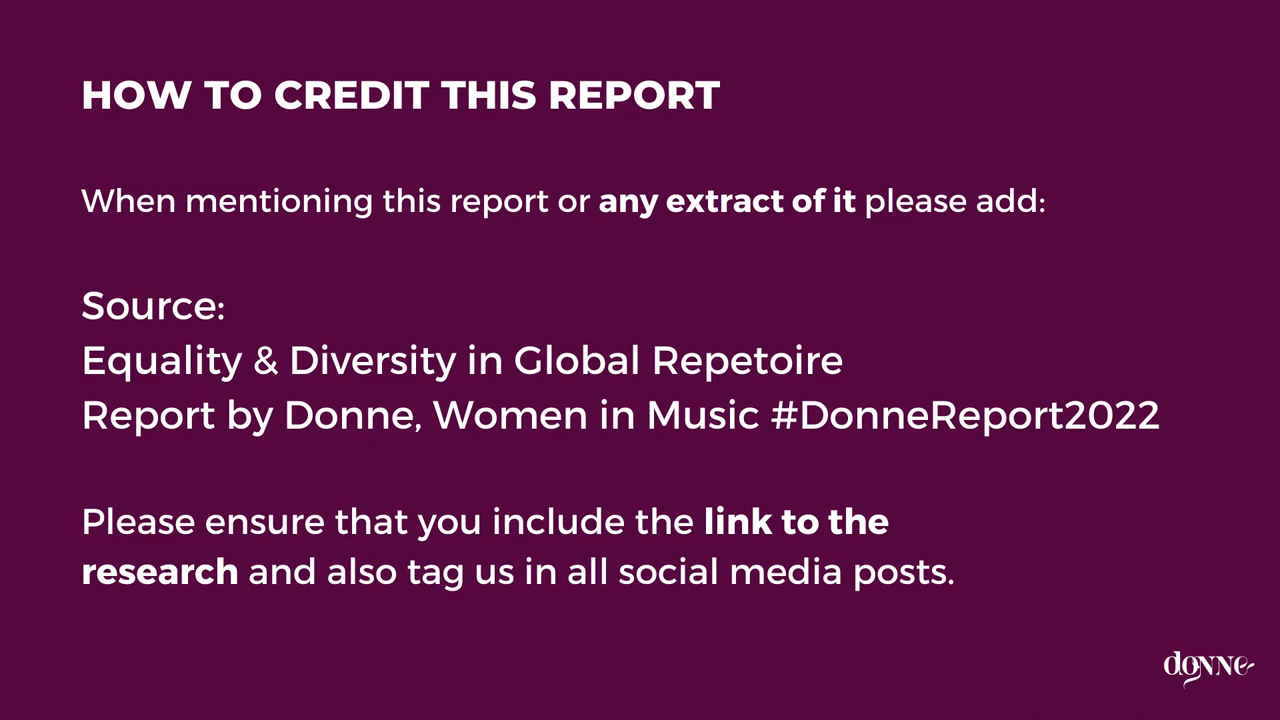 HOW TO CREDIT THIS REPORT
When mentioning this report or any extract of it please add:
Source:
Equality & Diversity in Global Repetoire
Report by Donne, Women in Music #DonneReport2022
Please ensure that you include the link to the
research and also tag us in all social media posts.
donne